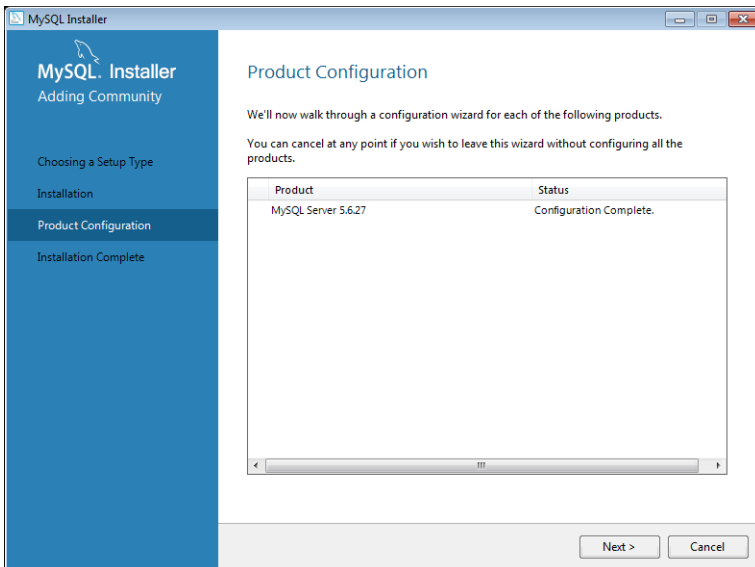 MySQL Installer
MySQL. Installer
Adding Community
Choosing a Setup Type
Installation
Product Configuration
Installation Complete
Product Configuration
We'll now walk through a configuration wizard for each of the following products.
You can cancel at any point if you wish to leave this wizard without configuring all the
products.
Product Status
MySQL Server 5.6.27 Configuration Complete.
Next > Cancel